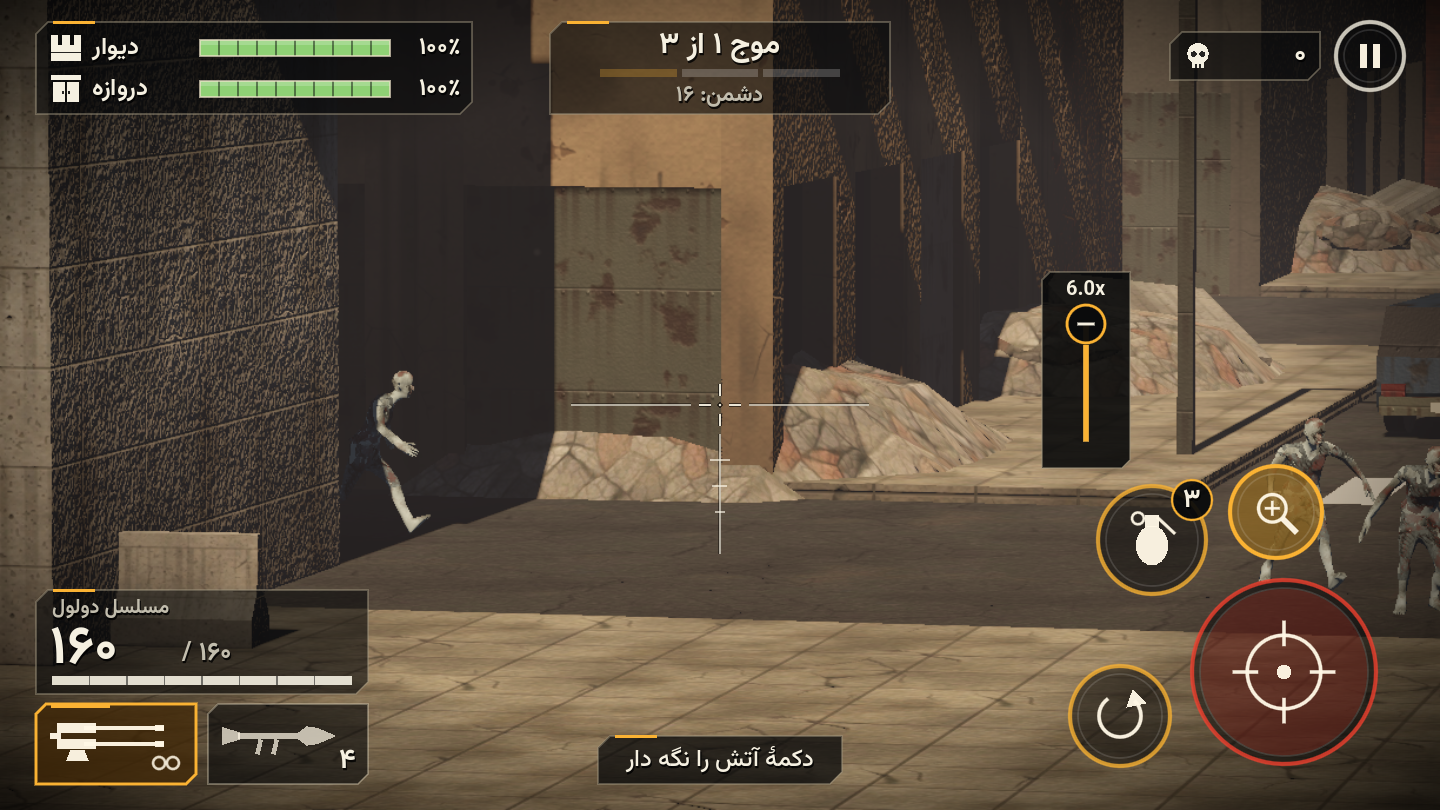 دیوار ۱۰۰٪
دروازه ۱۰۰٪
موج ۱ از ۳
دشمن: ۱۶
۰
6.0x
۳
مسلسل دولول
۱۶۰ / ۱۶۰
∞
۴
دکمهٔ آتش را نگه دار